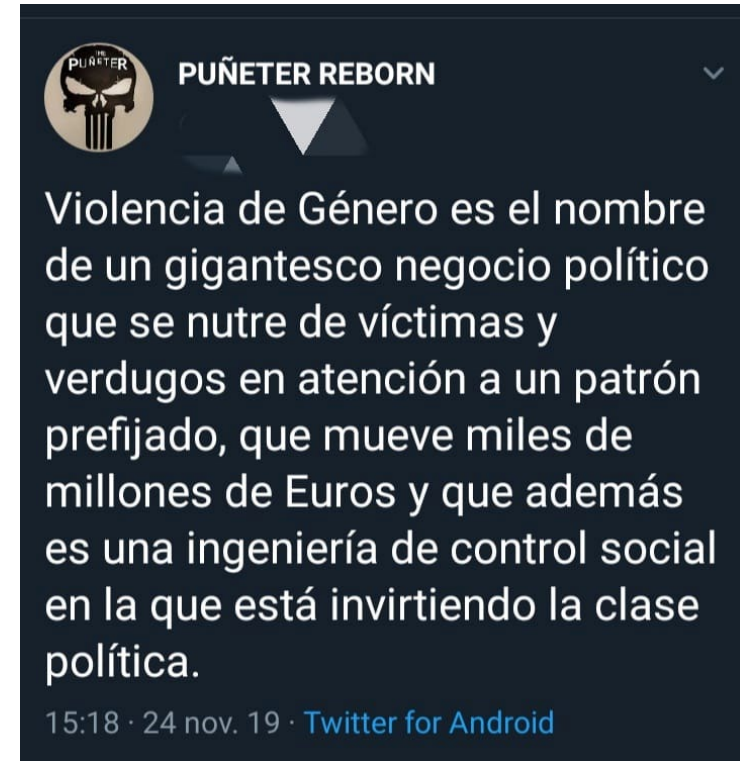 THE
PUÑETER
PUÑETER REBORN
Violencia de Género es el nombre
de un gigantesco negocio político
que se nutre de víctimas y
verdugos en atención a un patrón
prefijado, que mueve miles de
millones de Euros y que además
es una ingeniería de control social
en la que está invirtiendo la clase
política.
15:18 · 24 nov. 19 · Twitter for Android